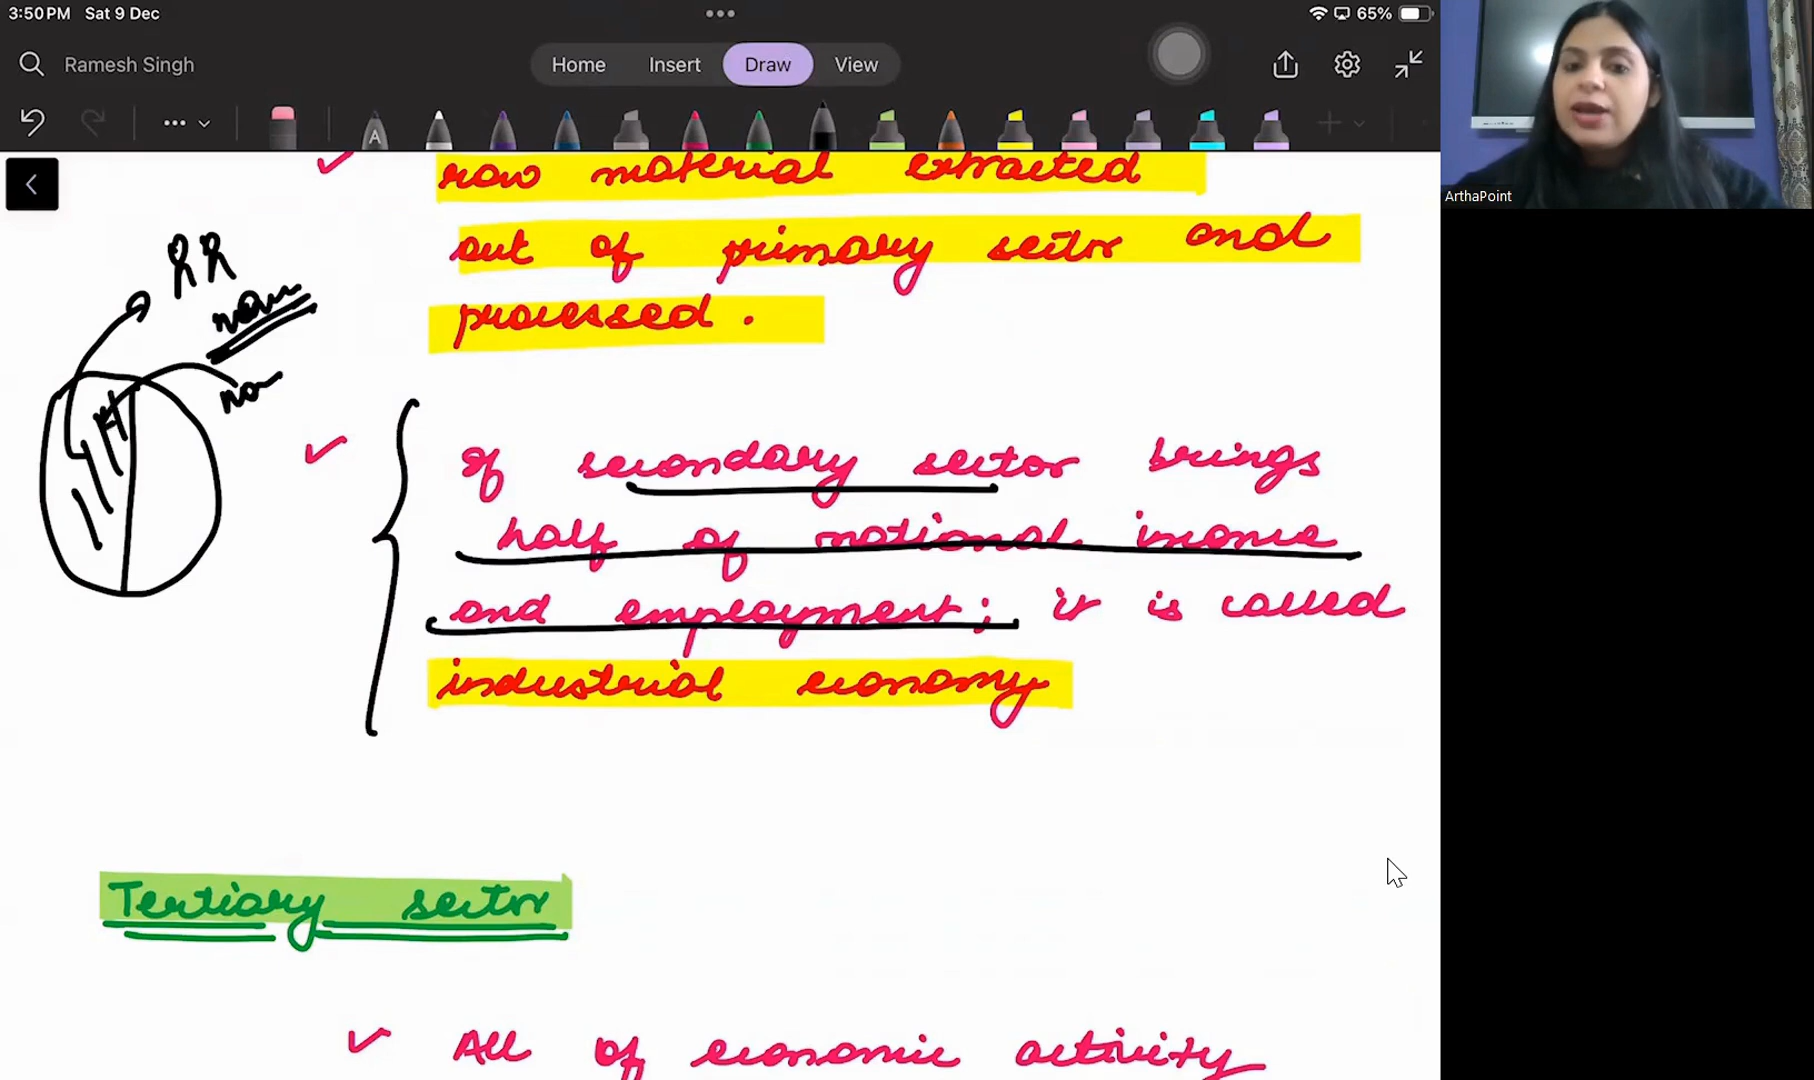 3:50 PM Sat 9 Dec
65%
Ramesh Singh
Home Insert Draw View
A
ArthaPoint
raw material extracted
out of primary sector and
processed.
If secondary sector brings
half of national income
and employment; it is called
industrial economy
Tertiary sector
All of economic activity